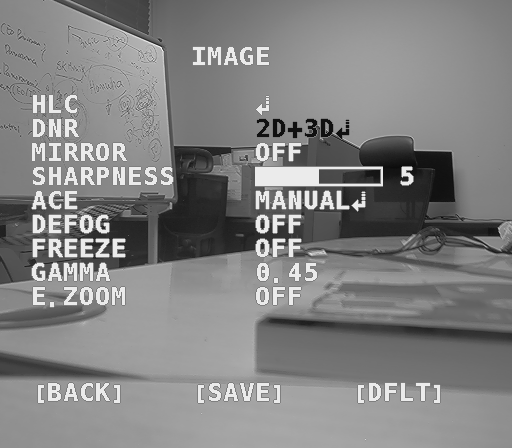 IMAGE
HLC ↲
DNR 2D+3D↲
MIRROR OFF
SHARPNESS 5
ACE MANUAL↲
DEFOG OFF
FREEZE OFF
GAMMA 0.45
E.ZOOM OFF
[BACK] [SAVE] [DFLT]